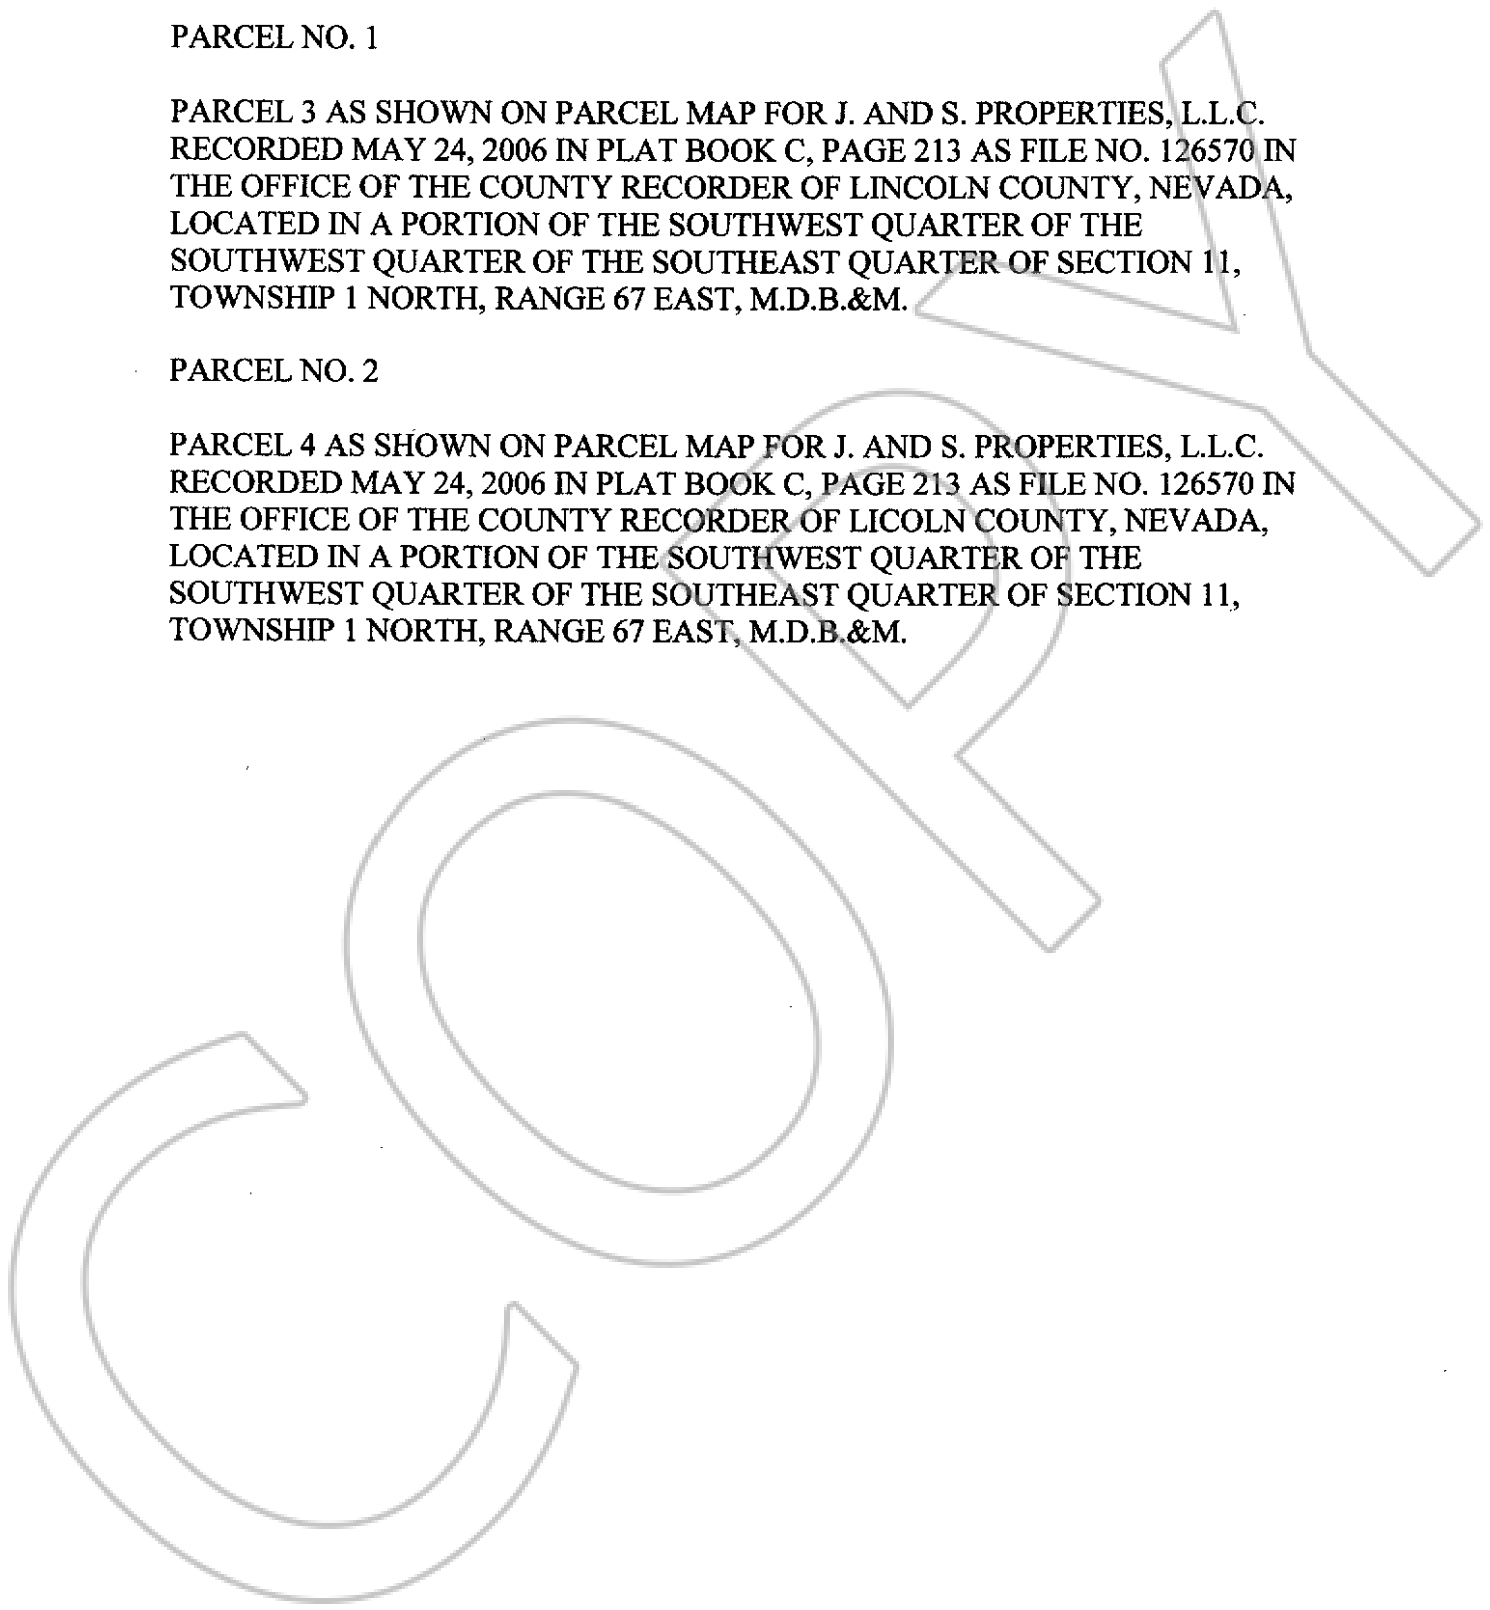 PARCEL NO. 1
PARCEL 3 AS SHOWN ON PARCEL MAP FOR J. AND S. PROPERTIES, L.L.C.
RECORDED MAY 24, 2006 IN PLAT BOOK C, PAGE 213 AS FILE NO. 126570 IN
THE OFFICE OF THE COUNTY RECORDER OF LINCOLN COUNTY, NEVADA,
LOCATED IN A PORTION OF THE SOUTHWEST QUARTER OF THE
SOUTHWEST QUARTER OF THE SOUTHEAST QUARTER OF SECTION 11,
TOWNSHIP 1 NORTH, RANGE 67 EAST, M.D.B.&M.
PARCEL NO. 2
PARCEL 4 AS SHOWN ON PARCEL MAP FOR J. AND S. PROPERTIES, L.L.C.
RECORDED MAY 24, 2006 IN PLAT BOOK C, PAGE 213 AS FILE NO. 126570 IN
THE OFFICE OF THE COUNTY RECORDER OF LICOLN COUNTY, NEVADA,
LOCATED IN A PORTION OF THE SOUTHWEST QUARTER OF THE
SOUTHWEST QUARTER OF THE SOUTHEAST QUARTER OF SECTION 11,
TOWNSHIP 1 NORTH, RANGE 67 EAST, M.D.B.&M.
COPY